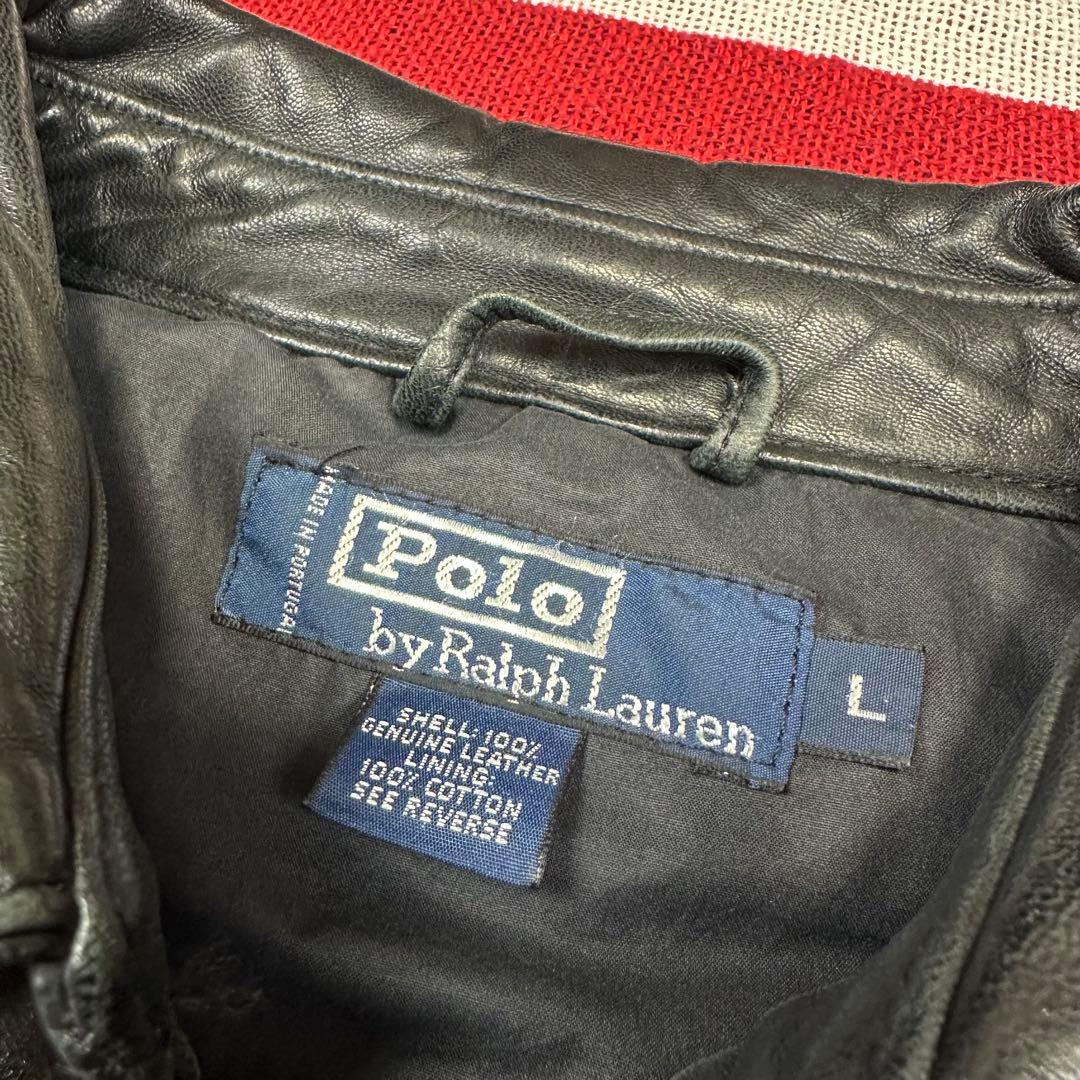 MADE IN PORTUGAL
Polo
by Ralph Lauren
L
SHELL: 100%
GENUINE LEATHER
LINING:
100% COTTON
SEE REVERSE